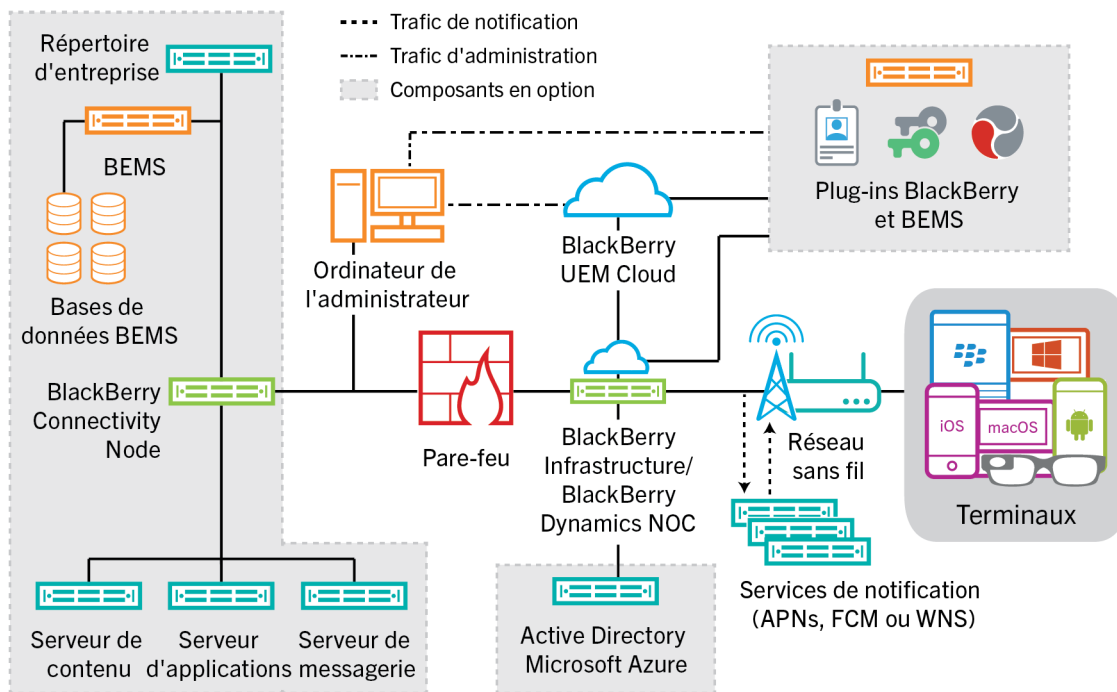 Trafic de notification
Trafic d'administration
Composants en option
Répertoire
d'entreprise
BEMS
Bases de
données BEMS
BlackBerry
Connectivity
Node
Serveur de
contenu
Serveur
d'applications
Serveur de
messagerie
Ordinateur de
l'administrateur
Pare-feu
BlackBerry
UEM Cloud
BlackBerry
Infrastructure/
BlackBerry
Dynamics NOC
Active Directory
Microsoft Azure
Plug-ins BlackBerry
et BEMS
Réseau
sans fil
Services de notification
(APNs, FCM ou WNS)
iOS
macOS
Terminaux